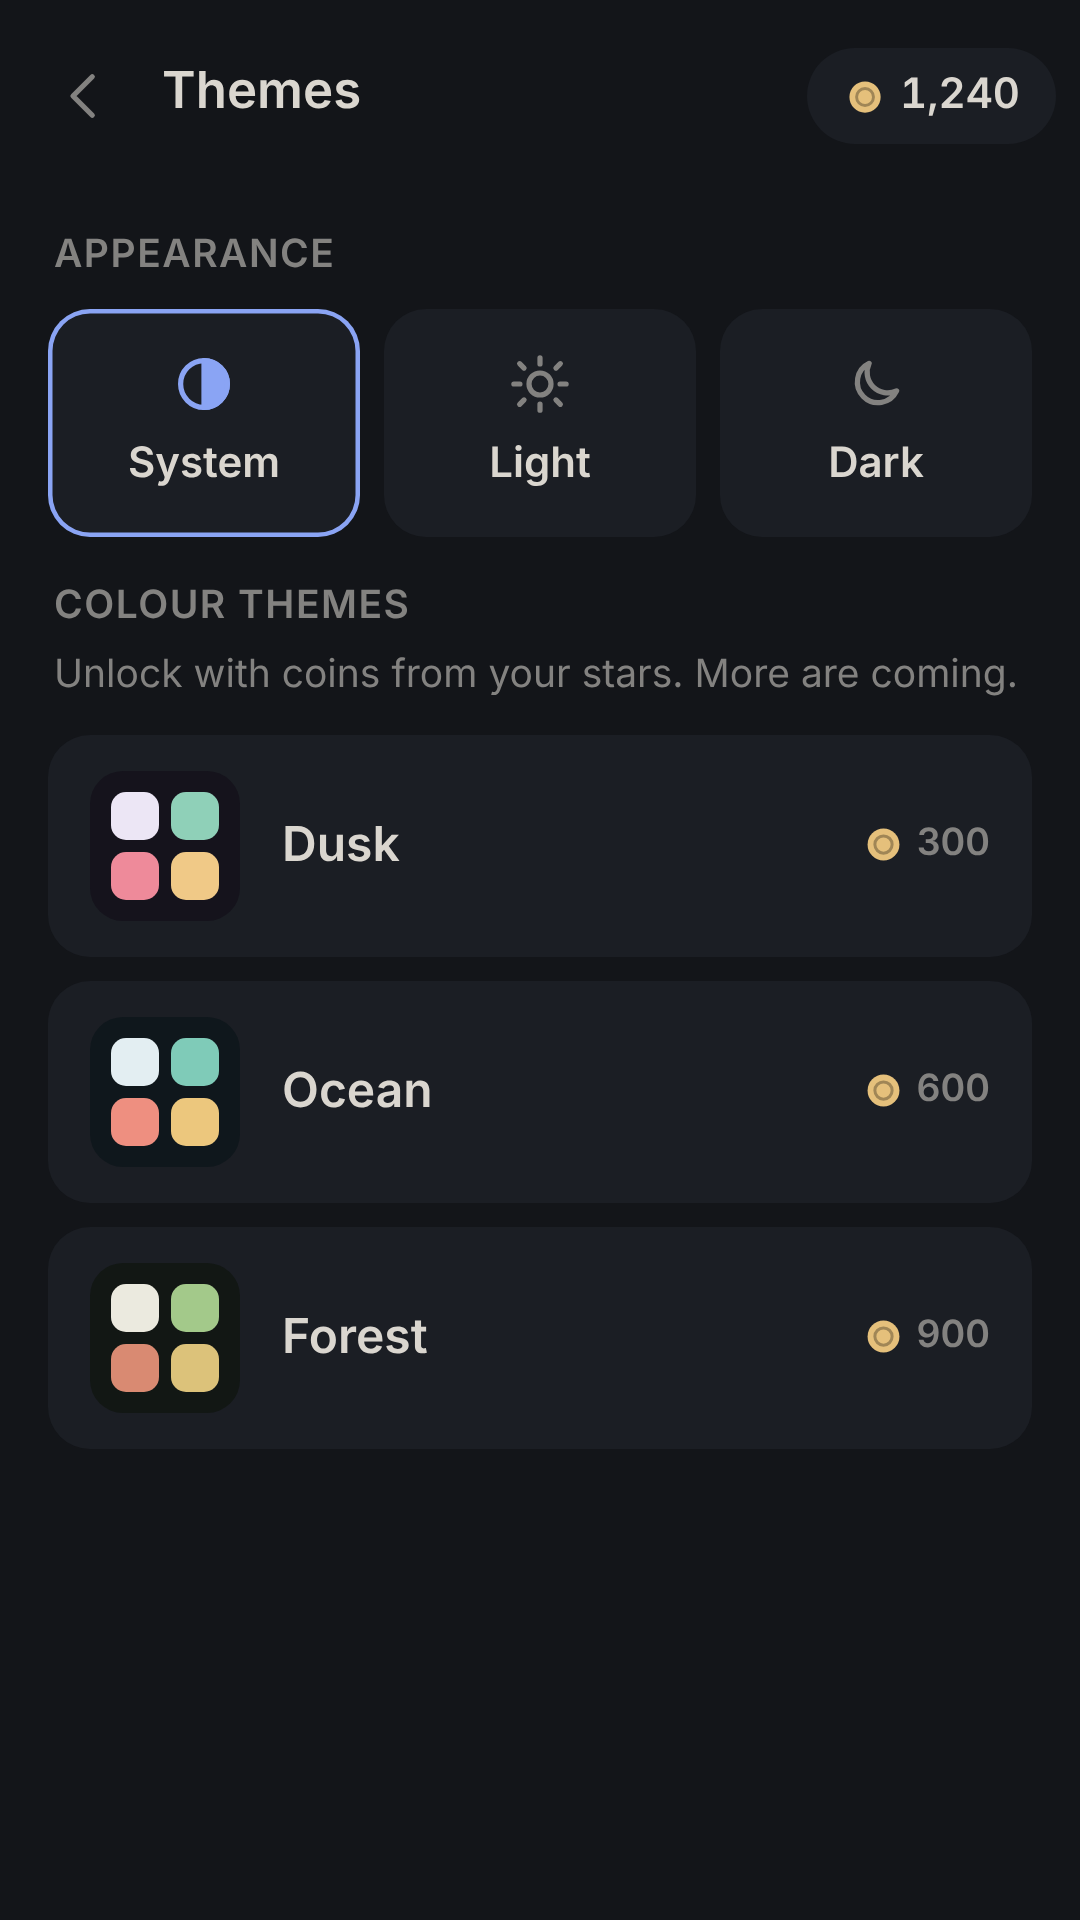 Themes
1,240
APPEARANCE
System
Light
Dark
COLOUR THEMES
Unlock with coins from your stars. More are coming.
Dusk
300
Ocean
600
Forest
900